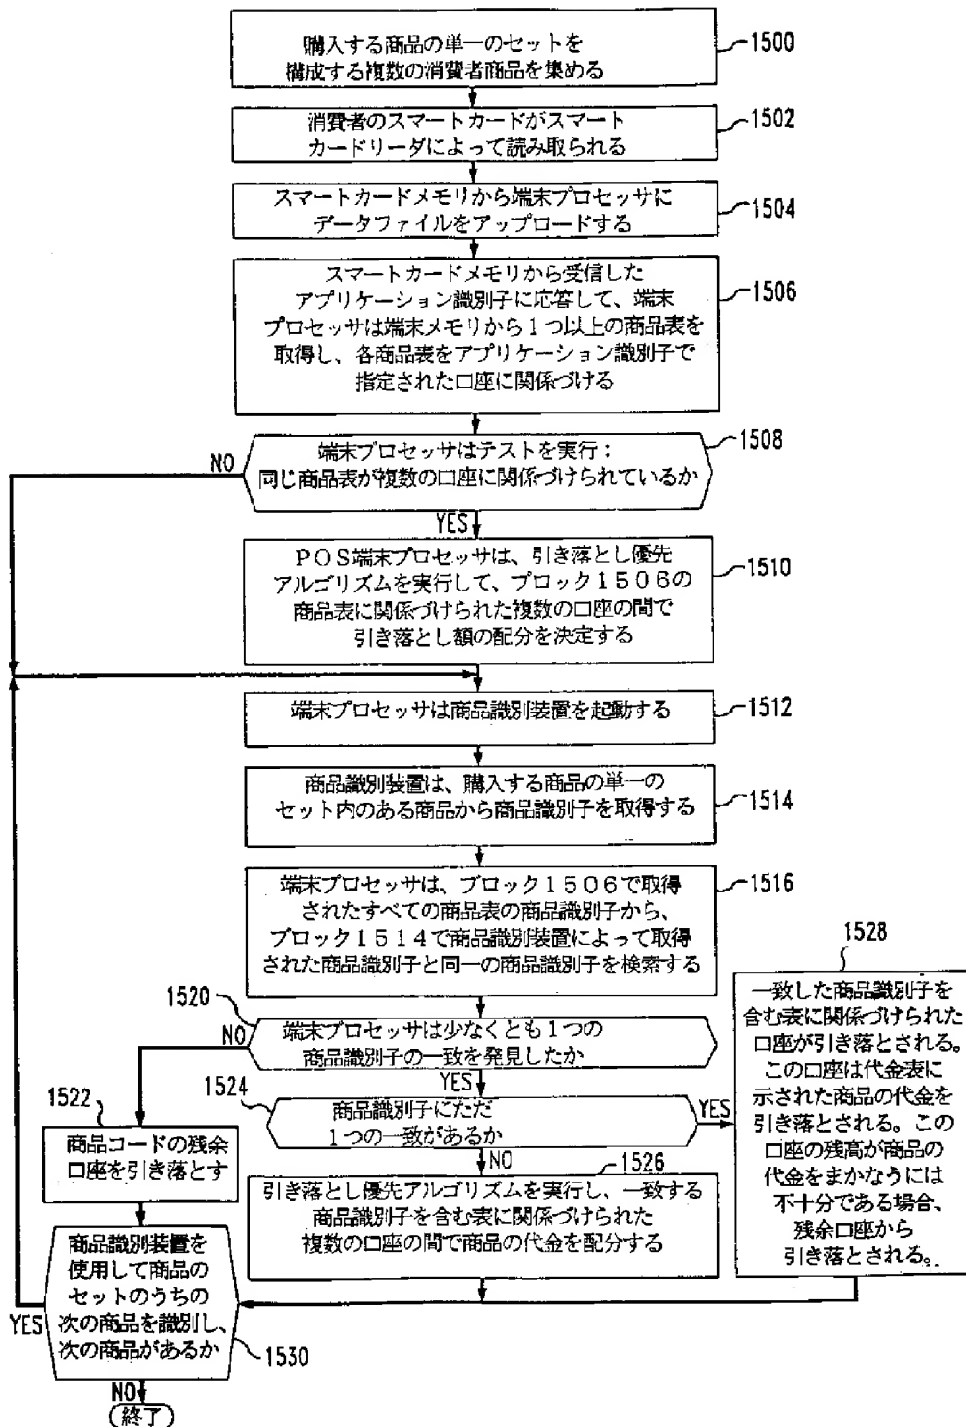 購入する商品の単一のセットを
構成する複数の消費者商品を集める
1500
消費者のスマートカードがスマート
カードリーダによって読み取られる
1502
スマートカードメモリから端末プロセッサに
データファイルをアップロードする
1504
スマートカードメモリから受信した
アプリケーション識別子に応答して、端末
プロセッサは端末メモリから1つ以上の商品表を
取得し、各商品表をアプリケーション識別子で
指定された口座に関係づける
1506
端末プロセッサはテストを実行:
同じ商品表が複数の口座に関係づけられているか
1508
NO
YES
POS端末プロセッサは、引き落とし優先
アルゴリズムを実行して、ブロック1506の
商品表に関係づけられた複数の口座の間で
引き落とし額の配分を決定する
1510
端末プロセッサは商品識別装置を起動する
1512
商品識別装置は、購入する商品の単一の
セット内のある商品から商品識別子を取得する
1514
端末プロセッサは、ブロック1506で取得
されたすべての商品表の商品識別子から、
ブロック1514で商品識別装置によって取得
された商品識別子と同一の商品識別子を検索する
1516
1520
端末プロセッサは少なくとも1つの
商品識別子の一致を発見したか
NO
YES
1524
商品識別子にただ
1つの一致があるか
YES
NO
1528
一致した商品識別子を
含む表に関係づけられた
口座が引き落とされる。
この口座は代金表に
示された商品の代金を
引き落とされる。この
口座の残高が商品の
代金をまかなうには
不十分である場合、
残余口座から
引き落とされる。
1522
商品コードの残余
口座を引き落とす
1526
引き落とし優先アルゴリズムを実行し、一致する
商品識別子を含む表に関係づけられた
複数の口座の間で商品の代金を配分する
商品識別装置を
使用して商品の
セットのうちの
次の商品を識別し、
次の商品があるか
1530
YES
NO
終了